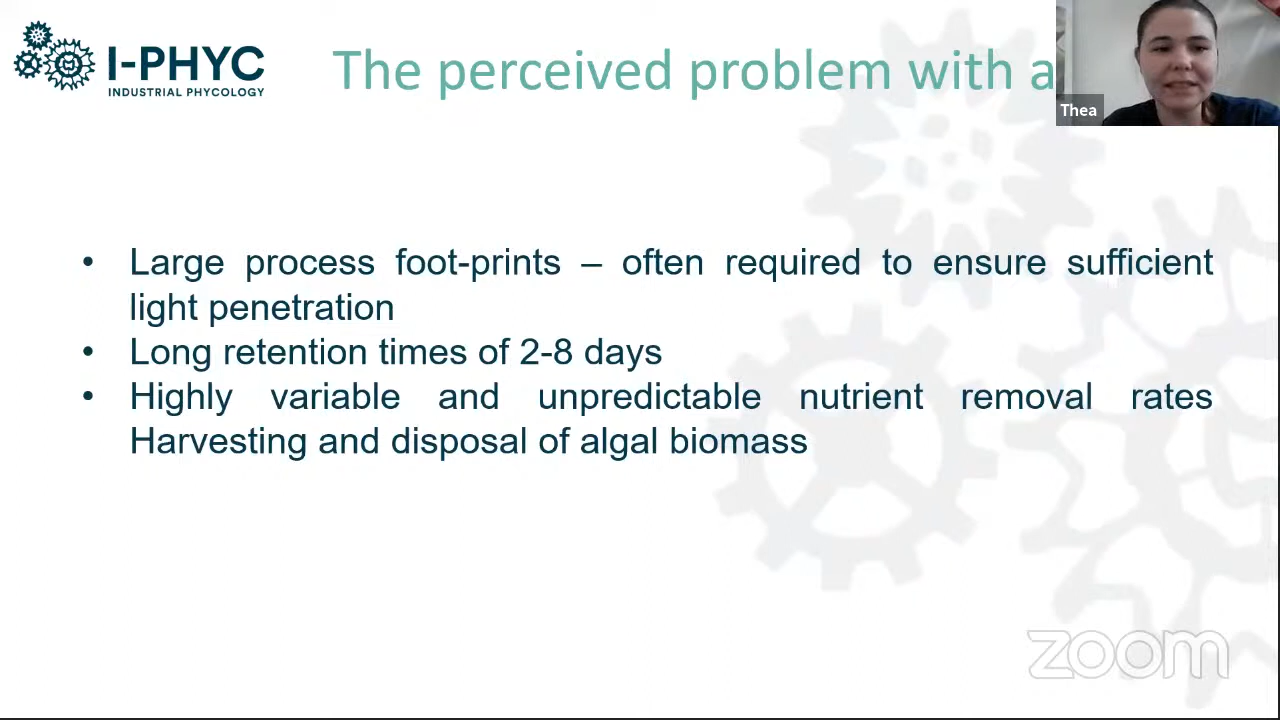 I-PHYC
INDUSTRIAL PHYCOLOGY
The perceived problem with a
Thea
• Large process foot-prints – often required to ensure sufficient
light penetration
• Long retention times of 2-8 days
• Highly variable and unpredictable nutrient removal rates
Harvesting and disposal of algal biomass
zoom